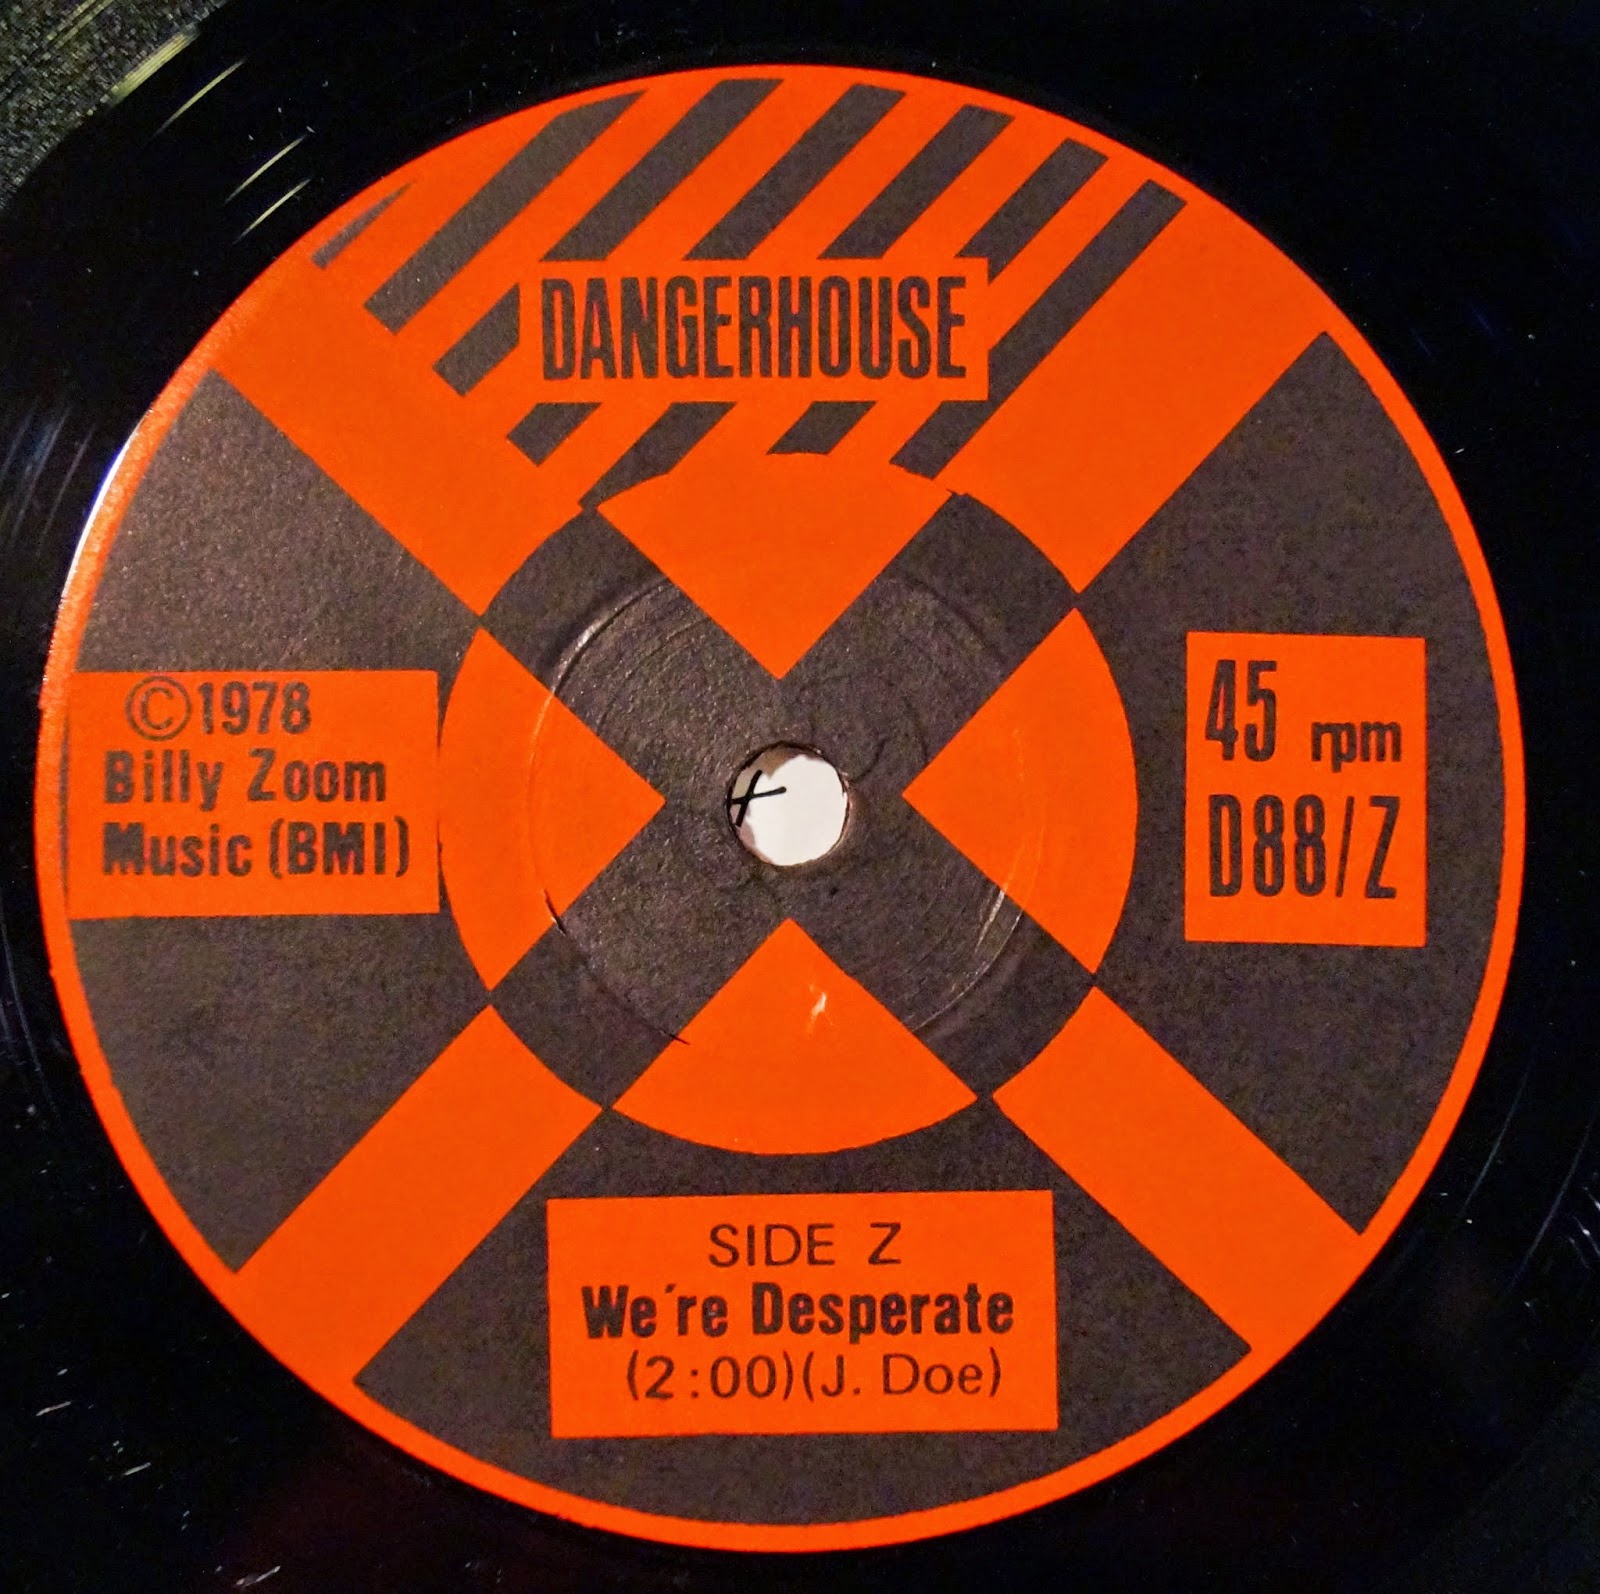 DANGERHOUSE
©1978
Billy Zoom
Music (BMI)
45 rpm
D88/Z
SIDE Z
We're Desperate
(2:00)(J. Doe)